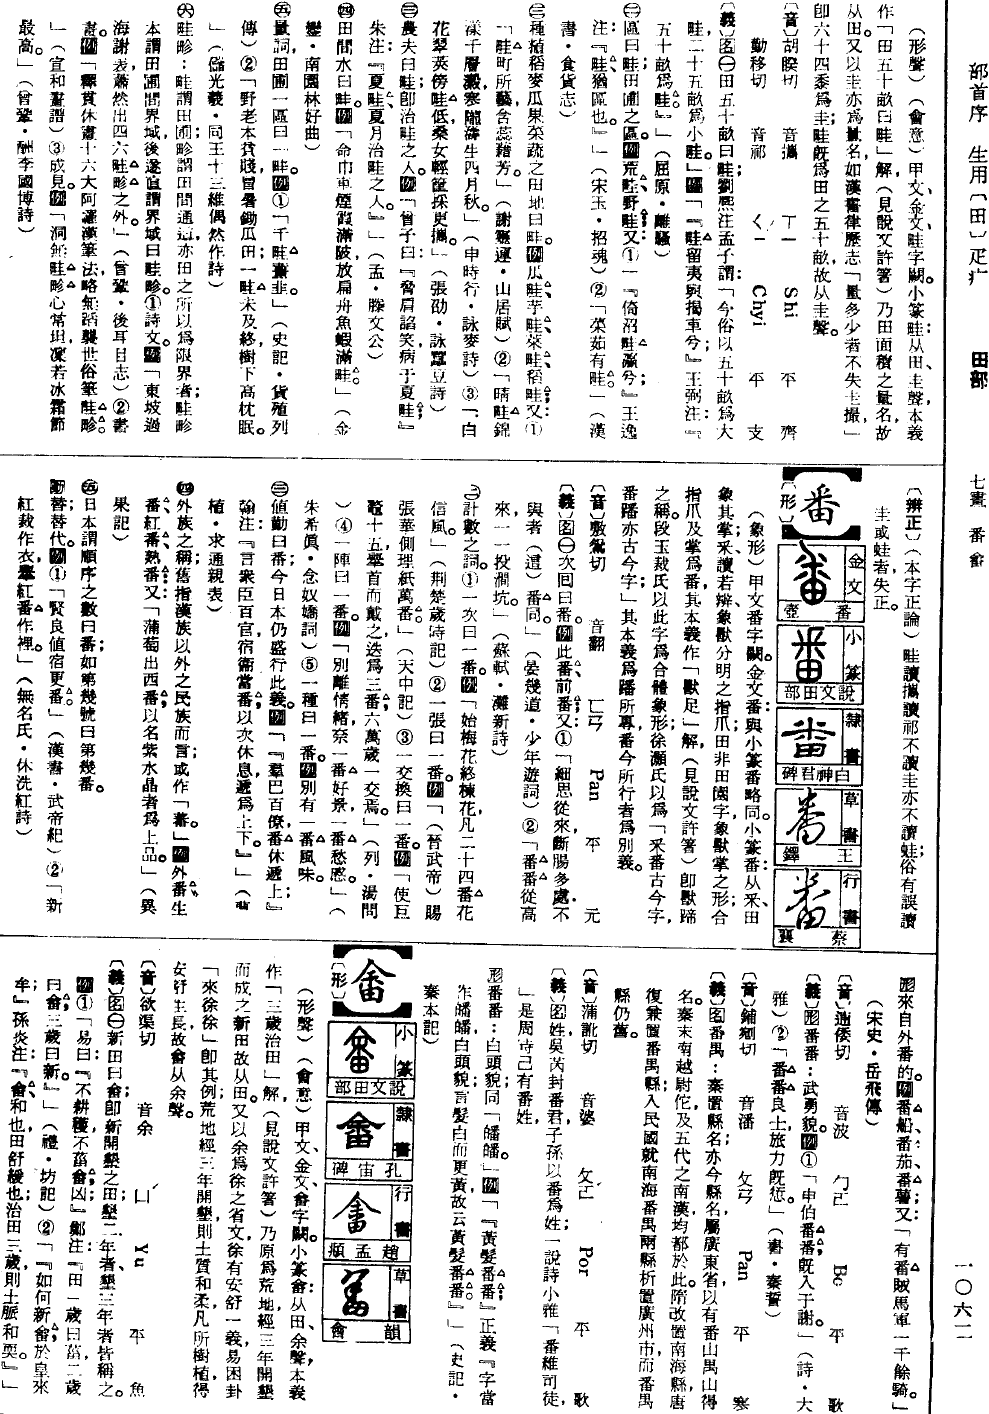 部首序　生用〔田〕疋疒　田部　七畫　番畬　一〇六一
（形聲）（會意）甲文、金文畦字闕。小篆畦：从田、圭聲，本義
作「田五十畝曰畦」解（見說文許箸）乃田面積之量名，故
从田。又以圭亦爲量名，如漢書律歷志「量多少者不失圭撮」
即六十四黍爲圭；畦旣爲田之五十畝，故从圭聲。
〔音〕胡睽切　音攜　ㄒㄧ　Shi　平　齊
勤移切　音祁　ㄑㄧ　Chyi　平　支
〔義〕名㊀田五十畝曰畦，劉熙注孟子謂：「今俗以五十畝爲大
畦，二十五畝爲小畦。」例「『畦留夷與揭車兮』王弼注：『
五十畝爲畦。』」（屈原・離騷）
㊁區曰畦；田圃之區；例荒畦、野畦；又：①「『倚沼畦瀛兮』王逸
注：『畦猶區也。』」（宋玉・招魂）②「菜茹有畦。」（漢
書・食貨志）
㊂種植稻麥瓜果菜蔬之田地曰畦；例瓜畦、芋畦、菜畦、稻畦；又：①
「畦町所藝，含蕊藉芳。」（謝靈運・山居賦）②「晴畦錦
漾千層浪，寒隴濤生四月秋。」（申時行・詠麥詩）③「白
花翠莢傍畦低，桑女輕筐採更攜。」（張劭・詠蠶豆詩）
㊂農夫曰畦；即治畦之人。例「曾子曰：『脅肩諂笑，病于夏畦』
朱注：『夏畦，夏月治畦之人。』」（孟・滕文公）
㊃田間水曰畦。例「命巾車，煙霞滿陂；放扁舟，魚蝦滿畦。」（金
鑾・南園林好曲）
㊄量詞；田圃一區曰一畦。例①「千畦薑韭」（史記・貨殖列
傳）②「野老本貧賤，冒暑鋤瓜田；一畦未及終，樹下高枕眠。
」（儲光羲・同王十三維偶然作詩）
㊅畦畛：畦謂田圃，畛謂田間通道，亦田之所以爲限界者；畦畛
本謂田圃間界域，後遂直謂界域曰畦畛：①詩文。例「東坡過
海謝表，蕭然出四六畦畛之外。」（曾鞏・後耳目志）②書
畫。例「釋貫休畫十六大阿羅漢，筆法略無蹈襲世俗筆墨畦畛。
」（宣和畫譜）③成見。例「洞無畦畛心常坦，凜若冰霜節
最高。」（曾鞏・酬李國博詩）
〔辨正〕（本字正論）畦讀攜、讀祁，不讀圭，亦不讀蛙；俗有誤讀
圭或蛙者，失正。
番
〔形〕
金文　番壺
小篆　說文田部
隸書　白神君碑
草書　王鐸
行書　蔡襄
（象形）甲文番字闕。金文番：與小篆番略同。小篆番：从釆、田
象其掌，釆讀若辨，象獸分明之指爪，田非田園字，象獸掌之形，合
指爪及掌爲番，其本義作「獸足」解（見說文許箸）即獸蹄
之稱。段玉裁氏以此字爲合體象形，徐灝氏以爲「釆番古今字，
番蹯亦古今字」，其本義爲蹯所專，番今所行者爲別義。
〔音〕敷鴛切　音翻　ㄈㄢ　Fan　平　元
〔義〕名㊀次回曰番；例此番、前番；又：①「細思從來，斷腸多處，不
與者（這）番同。」（晏幾道・少年遊詞）②「番番從高
來，一一投澗坑。」（蘇軾・灘新詩）
㊁計數之詞：①一次曰一番。例「始梅花，終楝花，凡二十四番花
信風。」（荊楚歲時記）②一張曰一番。例「（晉武帝）賜
張華側理紙萬番。」（大中記）③一交換曰一番。例「使巨
鼇十五，舉首而戴之，迭爲三番；六萬歲一交焉。」（列・湯問
）④一陣曰一番。例「別離情緒，奈一番好景，一番愁慼。」（
朱希眞・念奴嬌詞）⑤一種曰一番。例別有一番風味。
㊂値勤曰番；今日本仍盛行此義。例「『羣巴百僚，番休遞上』
翰注：『言衆臣百官宿衞當番，以次休息，遞爲上下。』」（曹
植・求通親表）
㊃外族之稱；舊指漢族以外之民族而言，或作「蕃」。例外番、生
番、紅番、熟番；又：「蒲萄出西番，以名紫水晶者爲上品。」（異
果記）
㊄日本謂順序之數曰番；如第幾號曰第幾番。
動替；替代。例①「賢良値宿更番。」（漢書・武帝紀）②「新
紅裁作衣，舉紅番作裡。」（無名氏・休洗紅詩）
形來自外番的。例番船、番茄、番薯；又：「有番賊馬軍一千餘騎。」
（宋史・岳飛傳）
〔音〕逋倭切　音波　ㄅㄛ　Bo　平　歌
〔義〕形番番：武勇貌。例①「申伯番番，旣入于謝。」（詩・大
雅）②「番番良士，旅力旣愆。」（書・秦誓）
〔音〕鋪剜切　音潘　ㄆㄢ　Pan　平　寒
〔義〕名番禺：秦置縣名，亦今縣名；屬廣東省，以有番山、禺山得
名。秦末南越尉佗及五代之南漢，均都於此。隋改置南海縣，唐
復兼置番禺縣；入民國，就南海番禺兩縣，析置廣州市，而番禺
縣仍舊。
〔音〕蒲訛切　音婆　ㄆㄛ　Por　平　歌
〔義〕名姓，吳芮封番君，子孫以番爲姓；一說詩小雅「番維司徒，
」是周時己有番姓，
形番番：白頭貌，同「皤皤」；例「『黃髮番番』正義『字當
作皤，皤白頭貌；言髮白而更黃，故云黃髮番番。』」（史記・
秦本記）
畬
〔形〕
小篆　說文田部
隸書　孔宙碑
行書　趙孟頫
草書　韻會
（形聲）（會意）甲文、金文、畬字闕。小篆畬：从田、余聲，本義
作「三歲治田」解（見說文許箸）乃原爲荒地經三年開墾
而成之新田，故从田。又以余爲徐之省文，徐有安舒一義，易困卦
「來徐徐」，即其例；荒地經三年開墾，則土質和柔，凡所樹植，得
安舒生長，故畬从余聲。
〔音〕欲渠切　音余　ㄩ　Yu　平　魚
〔義〕名㊀新田曰畬；即新開墾之田；墾二年者、墾三年者皆稱之。
例①「易曰：『不耕穫，不菑畬，凶』鄭注：『田一歲曰菑，二歲
曰畬，三歲曰新。』」（禮・坊記）②「『如何新畬，於皇來
牟』孫炎注：『畬，和也，田舒緩也；治田三歲，則土脈和耎。』」